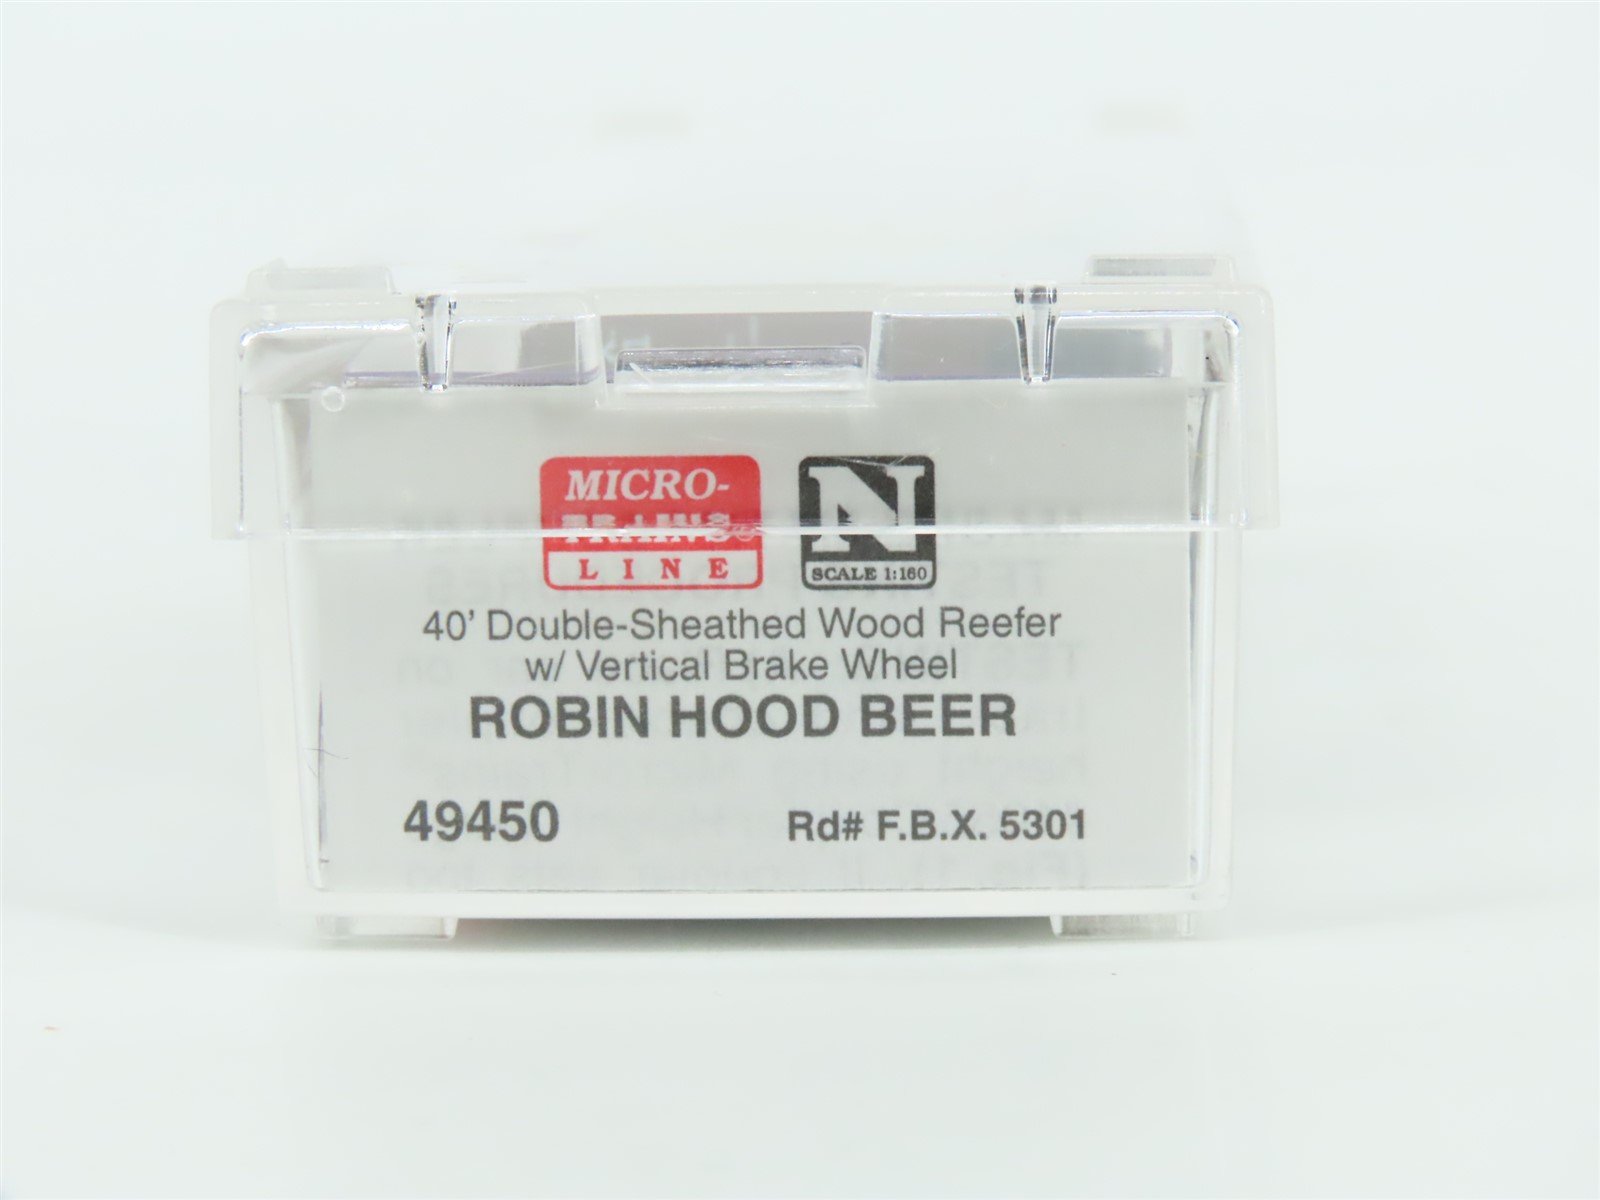 MICRO-
TRAINS®
LINE
N
SCALE 1:160
40' Double-Sheathed Wood Reefer
w/ Vertical Brake Wheel
ROBIN HOOD BEER
49450
Rd# F.B.X. 5301